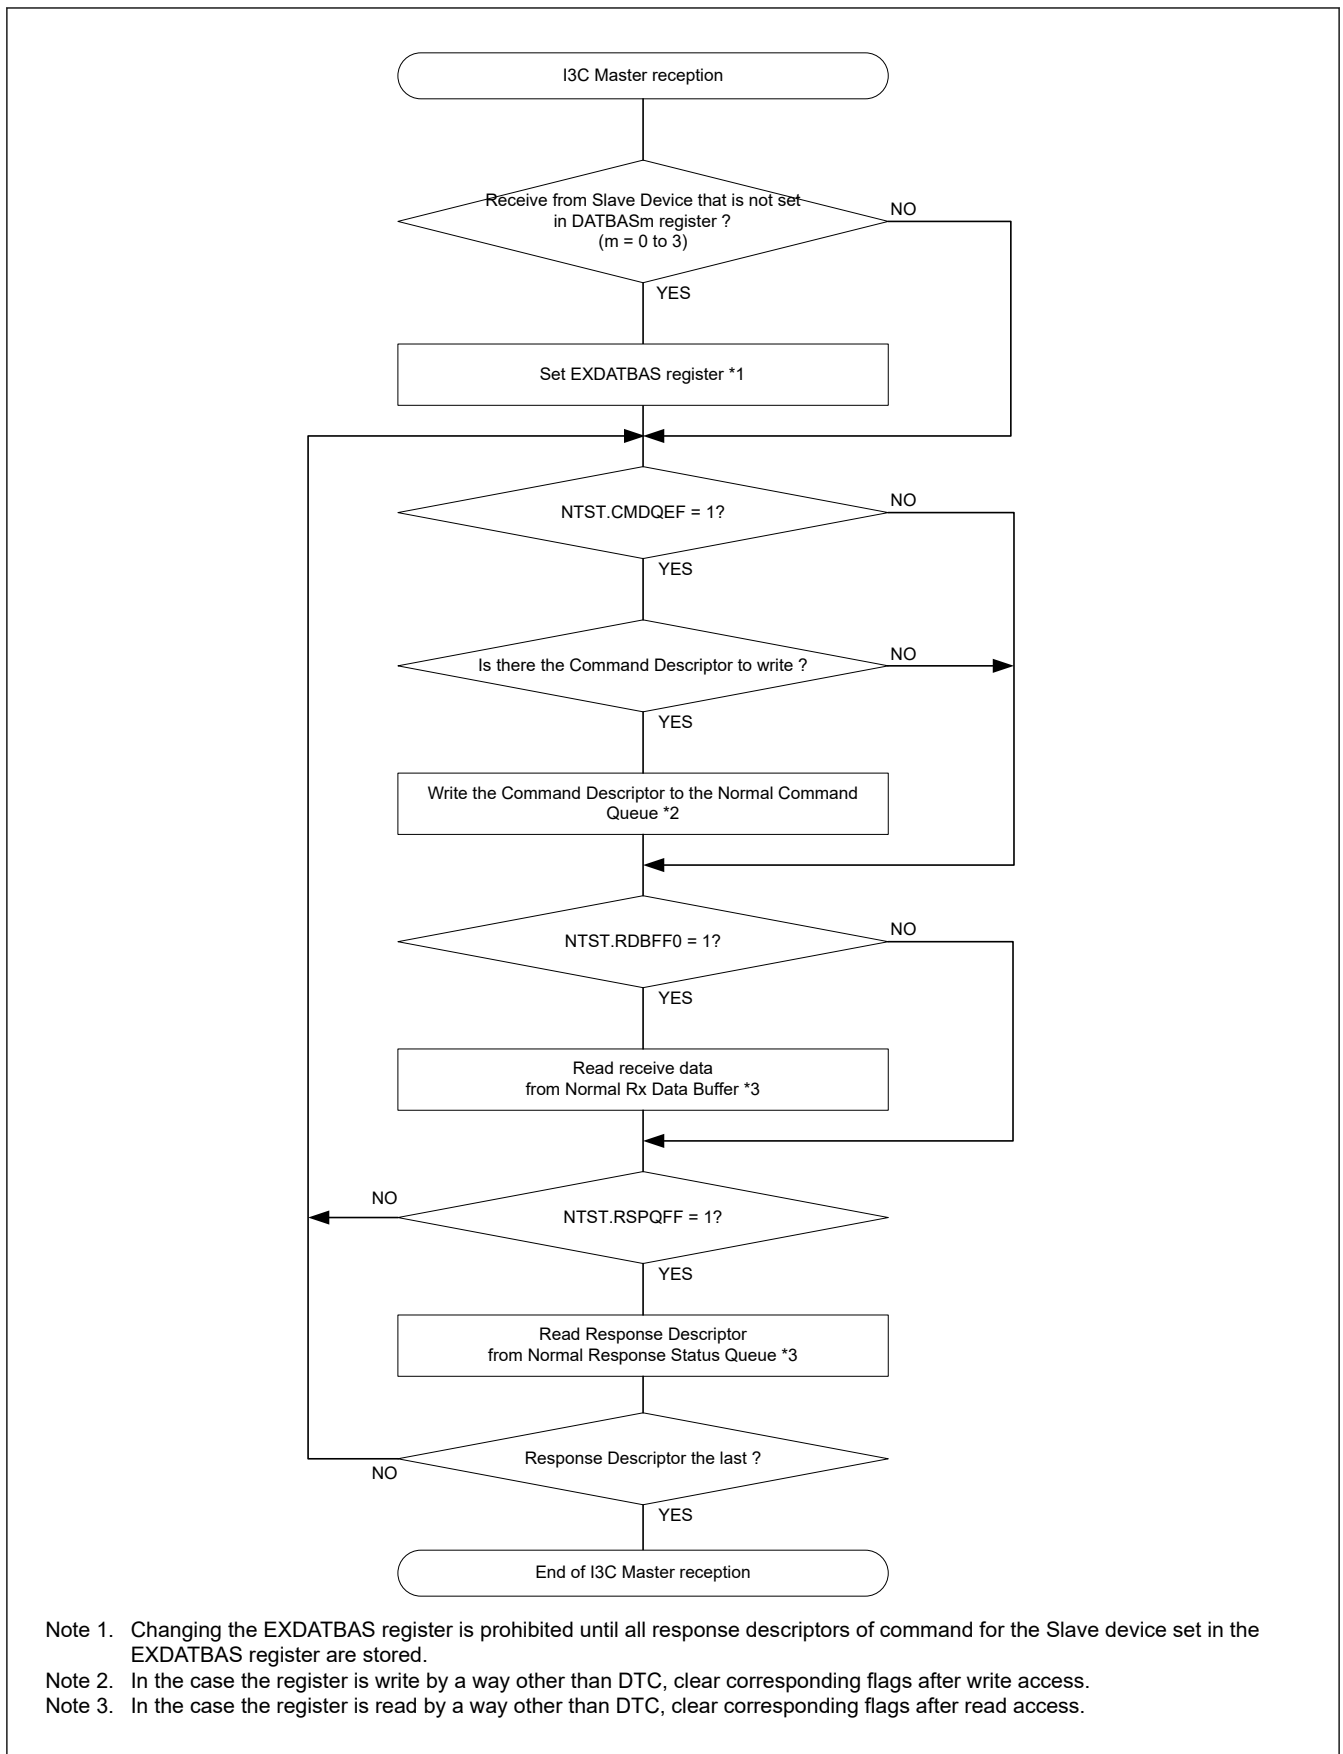 I3C Master reception
Receive from Slave Device that is not set
in DATBASm register ?
(m = 0 to 3)
NO
YES
Set EXDATBAS register *1
NTST.CMDQEF = 1?
NO
YES
Is there the Command Descriptor to write ?
NO
YES
Write the Command Descriptor to the Normal Command
Queue *2
NTST.RDBFF0 = 1?
NO
YES
Read receive data
from Normal Rx Data Buffer *3
NO
NTST.RSPQFF = 1?
YES
Read Response Descriptor
from Normal Response Status Queue *3
Response Descriptor the last ?
NO
YES
End of I3C Master reception
Note 1. Changing the EXDATBAS register is prohibited until all response descriptors of command for the Slave device set in the
EXDATBAS register are stored.
Note 2. In the case the register is write by a way other than DTC, clear corresponding flags after write access.
Note 3. In the case the register is read by a way other than DTC, clear corresponding flags after read access.